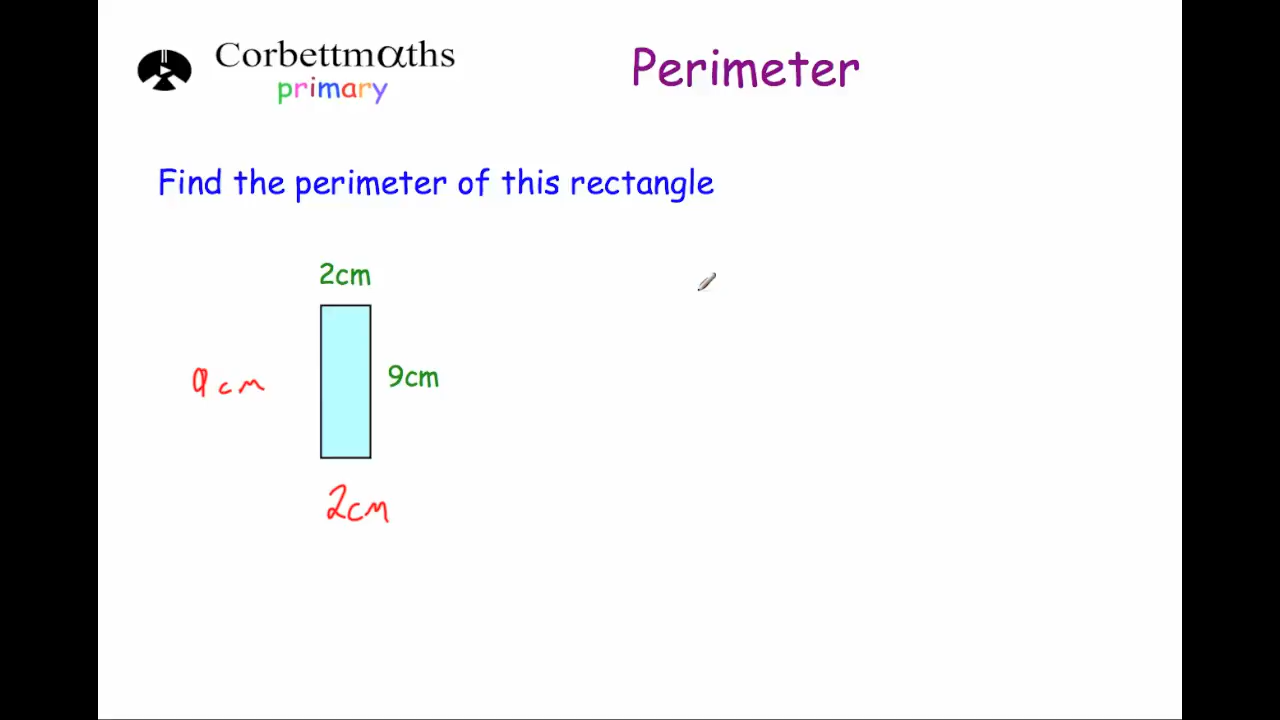 Corbettmαths
primary
Perimeter
Find the perimeter of this rectangle
2cm
9cm
9cm
2cm